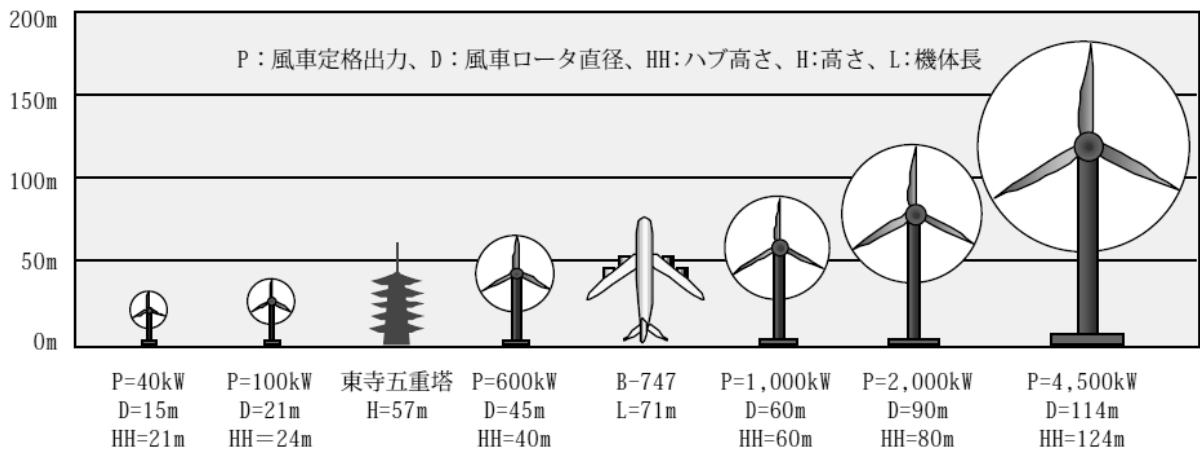 200m
P：風車定格出力、D：風車ロータ直径、HH：ハブ高さ、H：高さ、L：機体長
150m
100m
50m
0m
P=40kW
D=15m
HH=21m
P=100kW
D=21m
HH＝24m
東寺五重塔
H=57m
P=600kW
D=45m
HH=40m
B-747
L=71m
P=1,000kW
D=60m
HH=60m
P=2,000kW
D=90m
HH=80m
P=4,500kW
D=114m
HH=124m